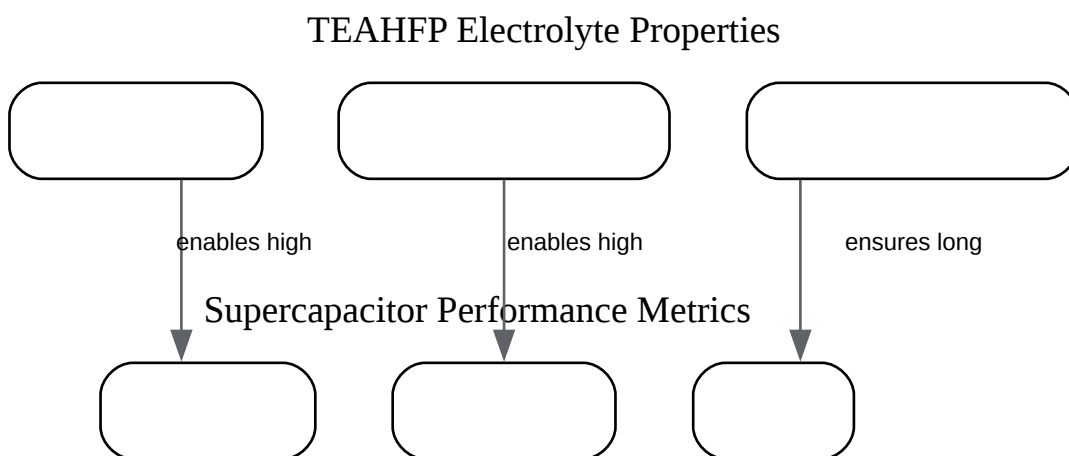 TEAHFP Electrolyte Properties
enables high
enables high
ensures long
Supercapacitor Performance Metrics